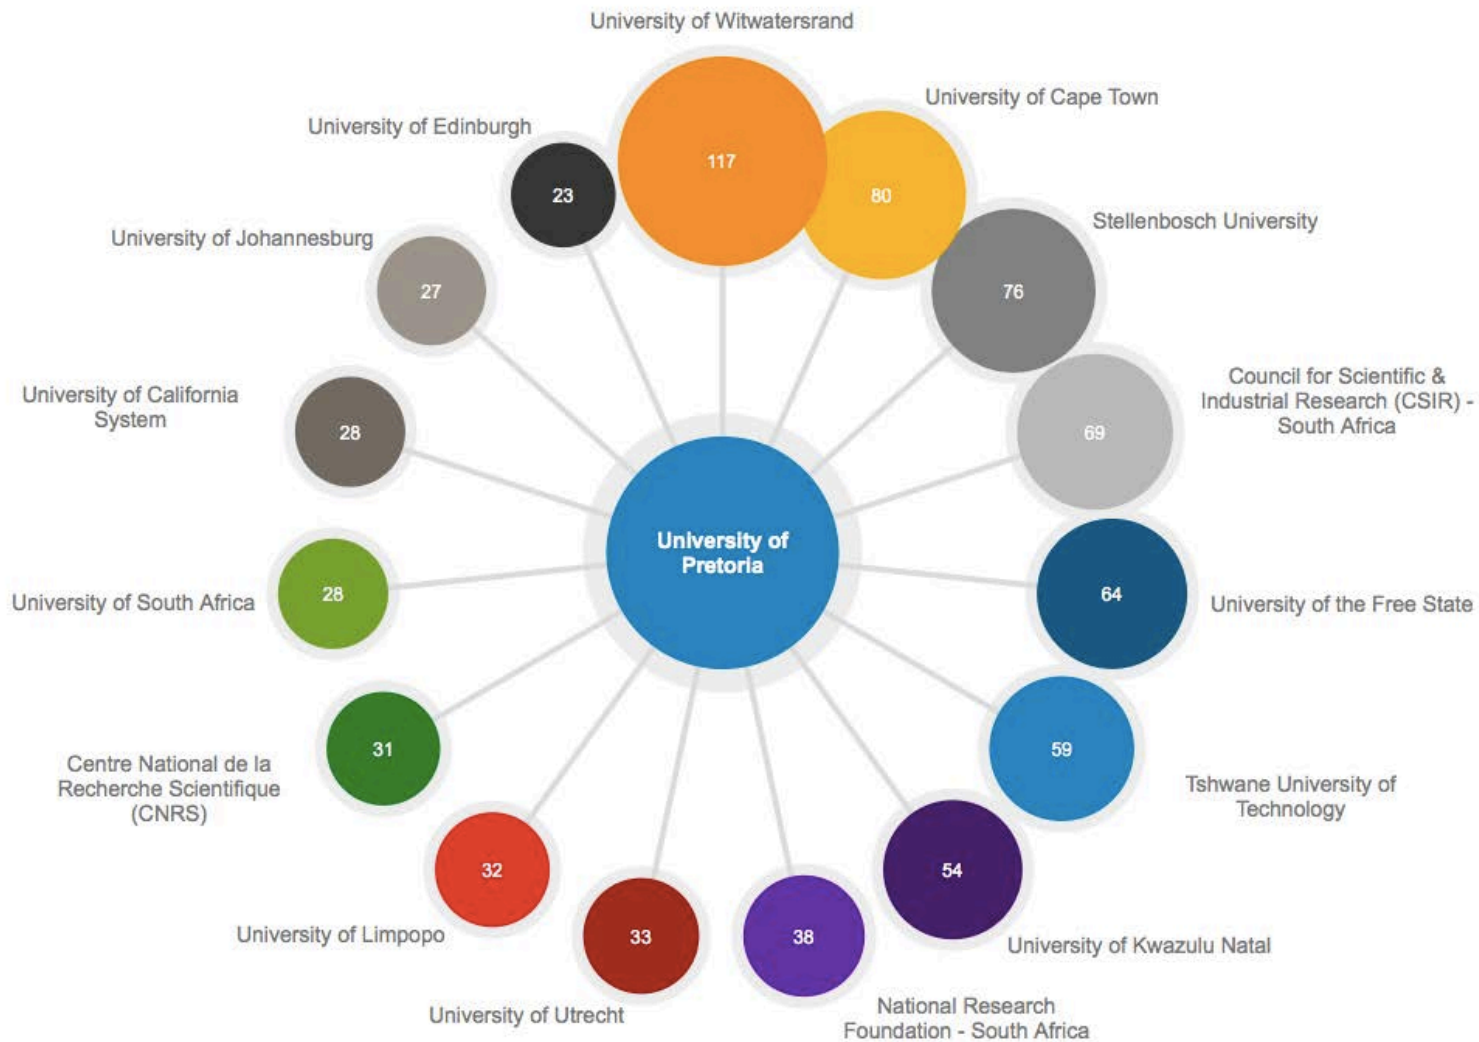 University of Witwatersrand
117
University of Cape Town
80
Stellenbosch University
76
Council for Scientific &
Industrial Research (CSIR) -
South Africa
69
University of the Free State
64
Tshwane University of
Technology
59
University of Kwazulu Natal
54
National Research
Foundation - South Africa
38
University of Utrecht
33
University of Limpopo
32
Centre National de la
Recherche Scientifique
(CNRS)
31
University of South Africa
28
University of California
System
28
University of Johannesburg
27
University of Edinburgh
23
University of
Pretoria